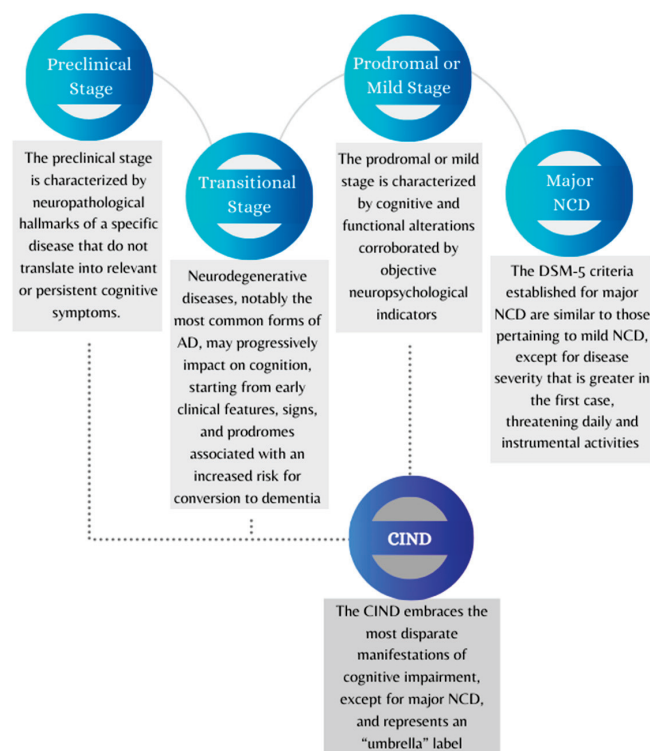 Preclinical
Stage
The preclinical stage
is characterized by
neuropathological
hallmarks of a specific
disease that do not
translate into relevant
or persistent cognitive
symptoms.
Transitional
Stage
Neurodegenerative
diseases, notably the
most common forms of
AD, may progressively
impact on cognition,
starting from early
clinical features, signs,
and prodromes
associated with an
increased risk for
conversion to dementia
Prodromal or
Mild Stage
The prodromal or mild
stage is characterized
by cognitive and
functional alterations
corroborated by
objective
neuropsychological
indicators
Major
NCD
The DSM-5 criteria
established for major
NCD are similar to those
pertaining to mild NCD,
except for disease
severity that is greater in
the first case,
threatening daily and
instrumental activities
CIND
The CIND embraces the
most disparate
manifestations of
cognitive impairment,
except for major NCD,
and represents an
“umbrella” label